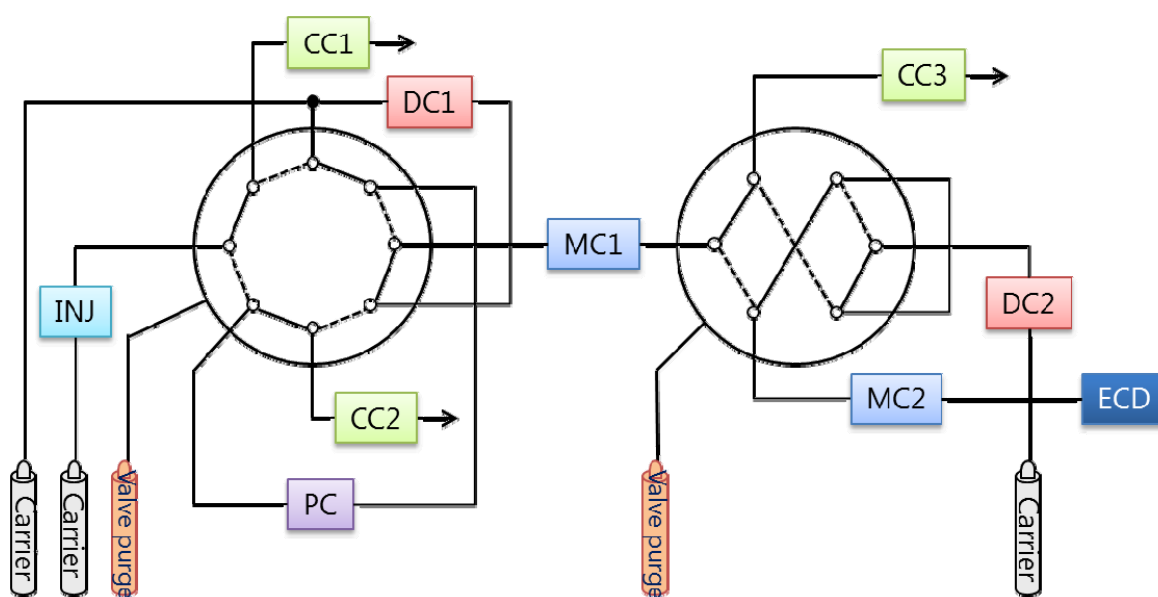 CC1
DC1
CC3
INJ
MC1
DC2
CC2
MC2
ECD
PC
Carrier
Carrier
Valve purge
Valve purge
Carrier